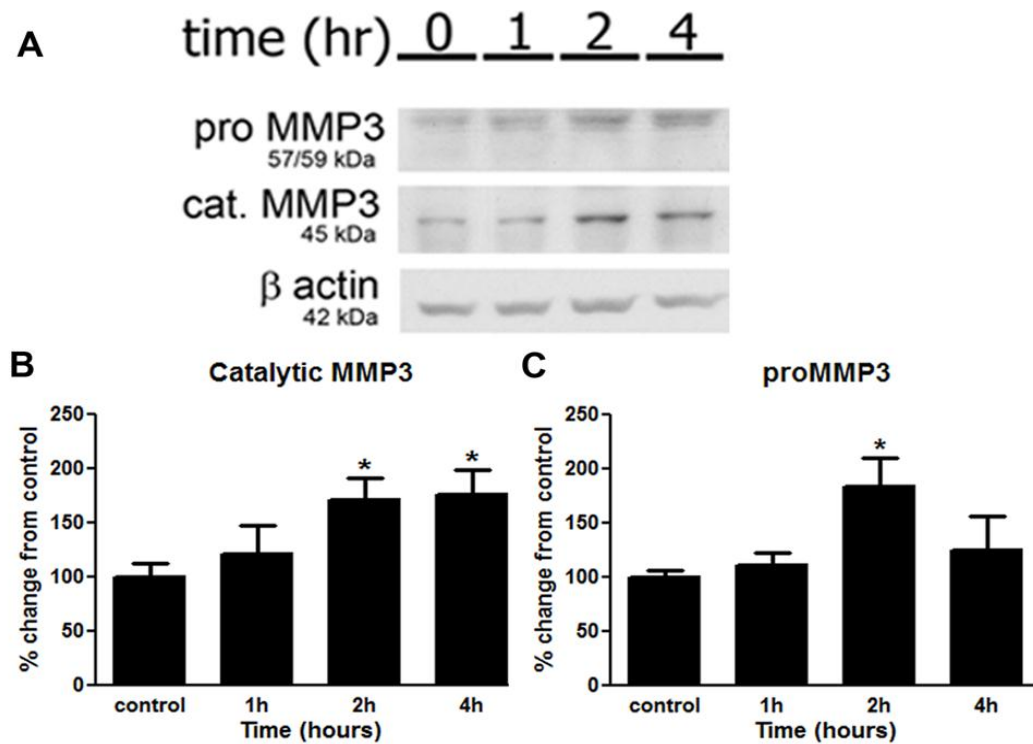 A
time (hr) 0 1 2 4
pro MMP3
57/59 kDa
cat. MMP3
45 kDa
β actin
42 kDa
B
Catalytic MMP3
% change from control
250
200
150
100
50
0
* *
control 1h 2h 4h
Time (hours)
C
proMMP3
% change from control
250
200
150
100
50
0
*
control 1h 2h 4h
Time (hours)